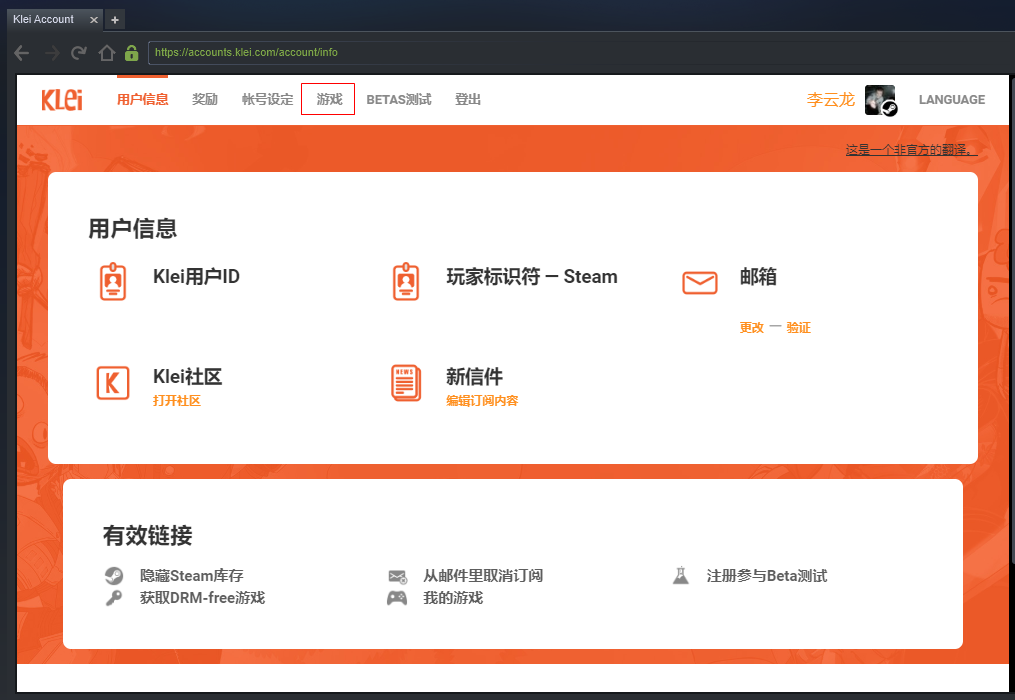 Klei Account × +
https://accounts.klei.com/account/info
KLei 用户信息 奖励 帐号设定 游戏 BETAS测试 登出 李云龙 LANGUAGE
这是一个非官方的翻译。
用户信息
Klei用户ID 玩家标识符 — Steam 邮箱
更改 — 验证
Klei社区 新信件
打开社区 编辑订阅内容
K NEWS
有效链接
隐藏Steam库存 从邮件里取消订阅 注册参与Beta测试
获取DRM-free游戏 我的游戏